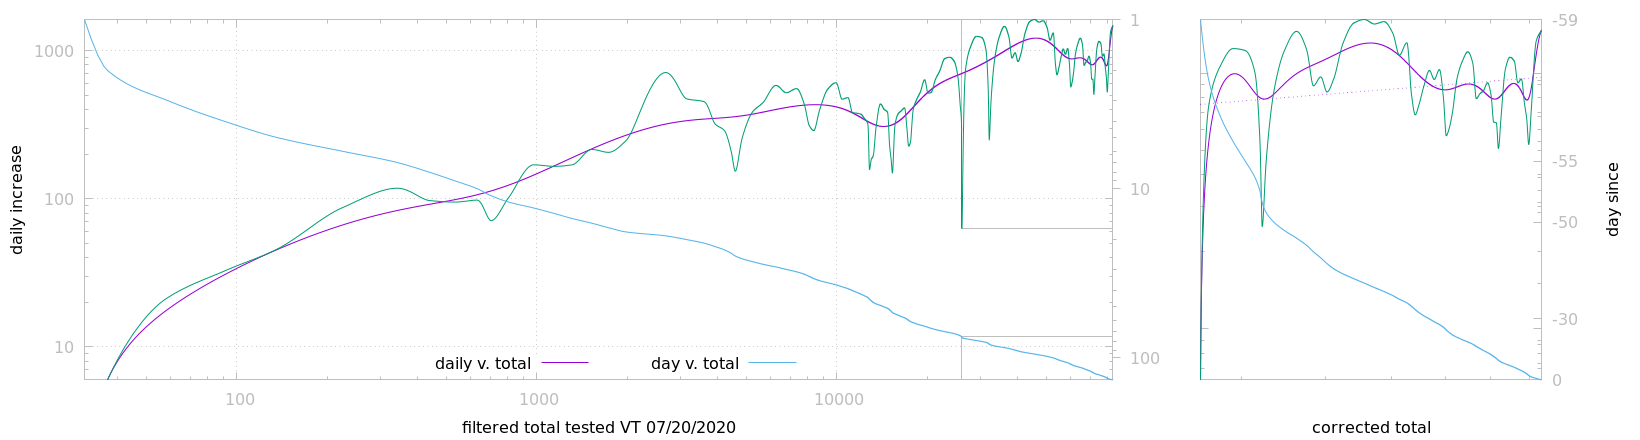 1000
100
10
daily increase
100
1000
10000
filtered total tested VT 07/20/2020
daily v. total
day v. total
1
10
100
-59
-55
-50
-30
0
day since
corrected total